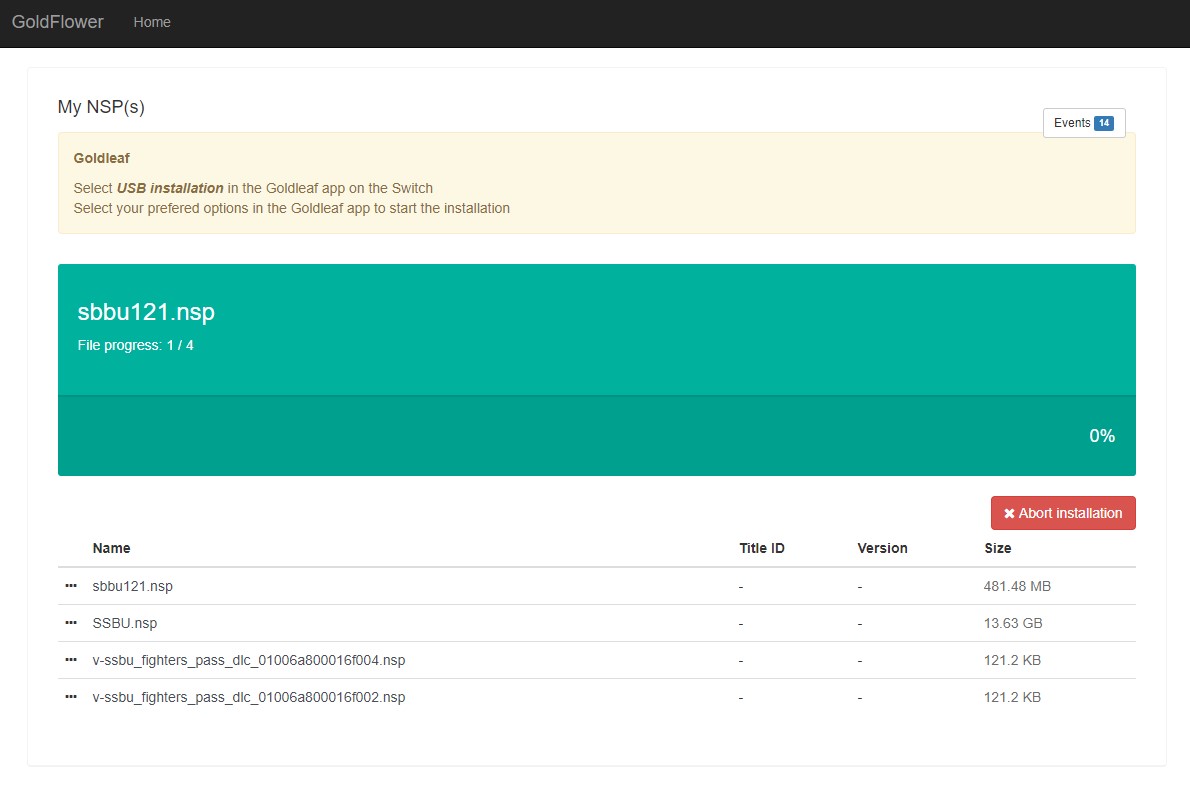 GoldFlower Home
My NSP(s)
Events 14
Goldleaf
Select USB installation in the Goldleaf app on the Switch
Select your prefered options in the Goldleaf app to start the installation
sbbu121.nsp
File progress: 1 / 4
0%
Abort installation
Name Title ID Version Size
sbbu121.nsp - - 481.48 MB
SSBU.nsp - - 13.63 GB
v-ssbu_fighters_pass_dlc_01006a800016f004.nsp - - 121.2 KB
v-ssbu_fighters_pass_dlc_01006a800016f002.nsp - - 121.2 KB